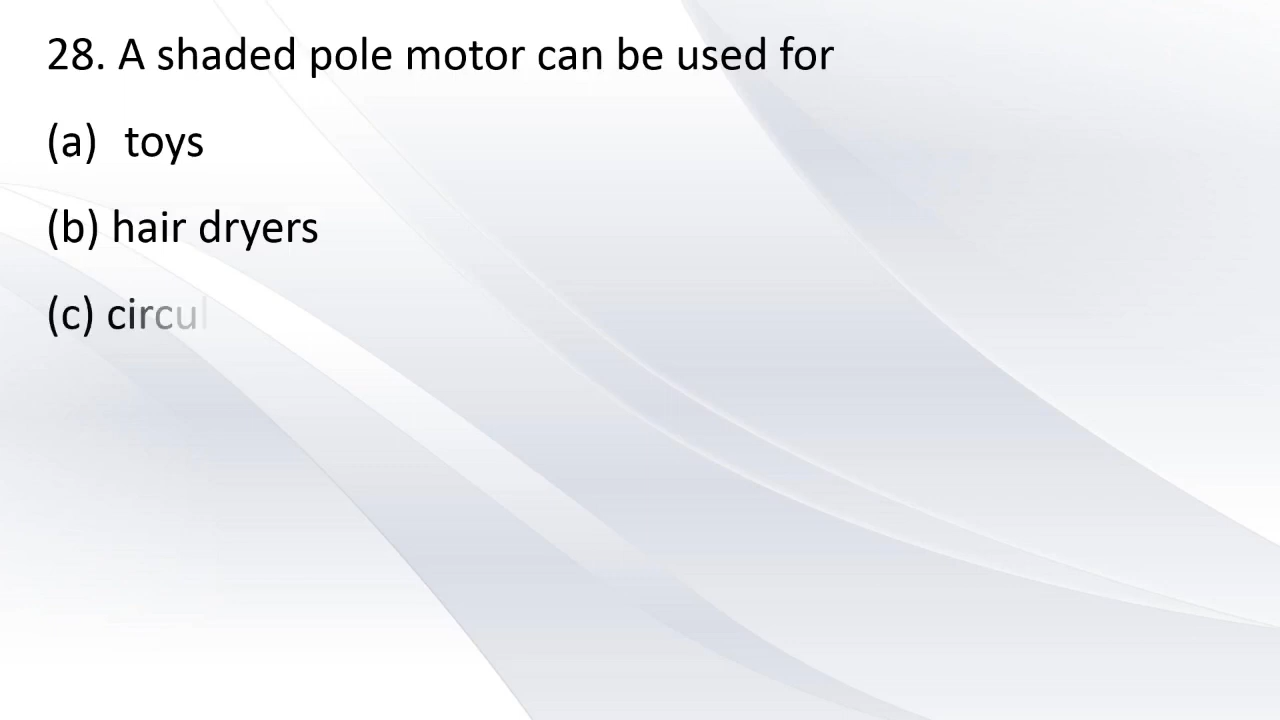 28. A shaded pole motor can be used for
(a) toys
(b) hair dryers
(c) circul